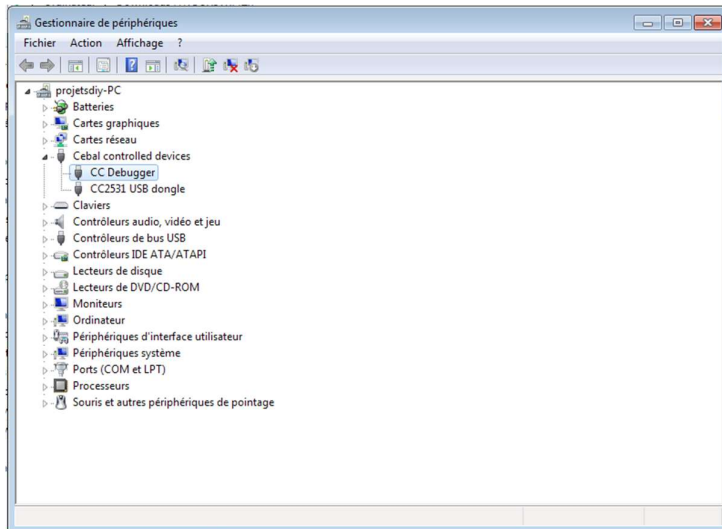 Gestionnaire de périphériques
Fichier Action Affichage ?
projetsdiy-PC
Batteries
Cartes graphiques
Cartes réseau
Cebal controlled devices
CC Debugger
CC2531 USB dongle
Claviers
Contrôleurs audio, vidéo et jeu
Contrôleurs de bus USB
Contrôleurs IDE ATA/ATAPI
Lecteurs de disque
Lecteurs de DVD/CD-ROM
Moniteurs
Ordinateur
Périphériques d'interface utilisateur
Périphériques système
Ports (COM et LPT)
Processeurs
Souris et autres périphériques de pointage